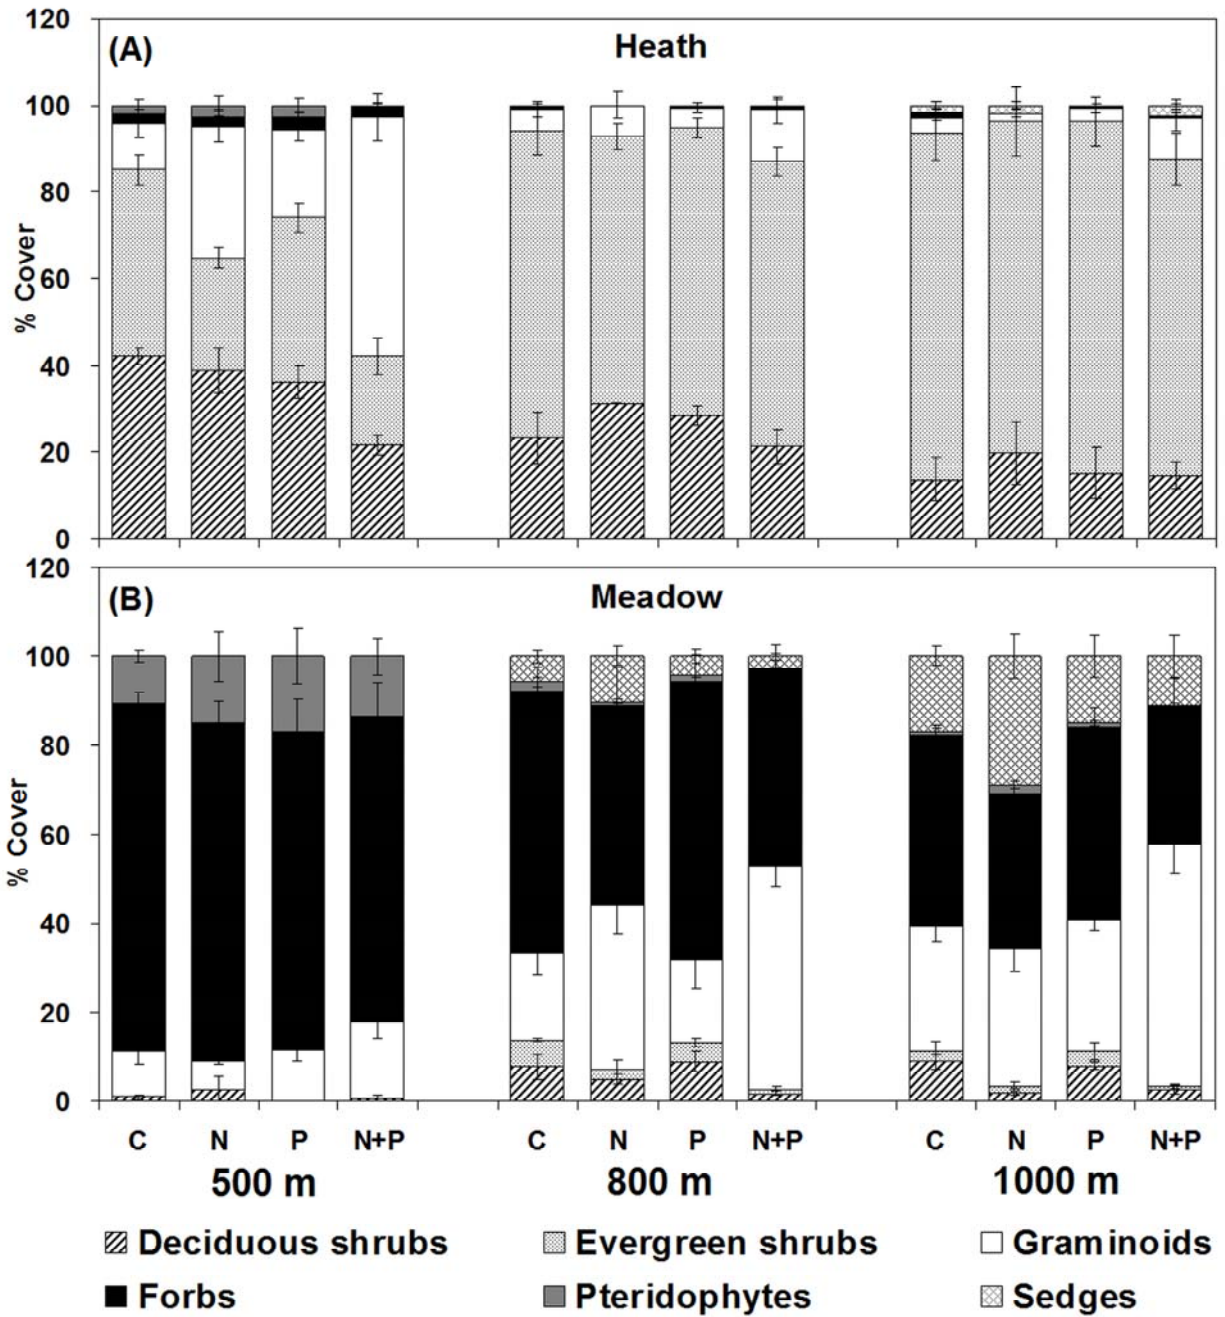 (A) Heath
120
100
80
60
40
20
0
% Cover
(B) Meadow
120
100
80
60
40
20
0
% Cover
C N P N+P C N P N+P C N P N+P
500 m 800 m 1000 m
Deciduous shrubs Evergreen shrubs Graminoids
Forbs Pteridophytes Sedges